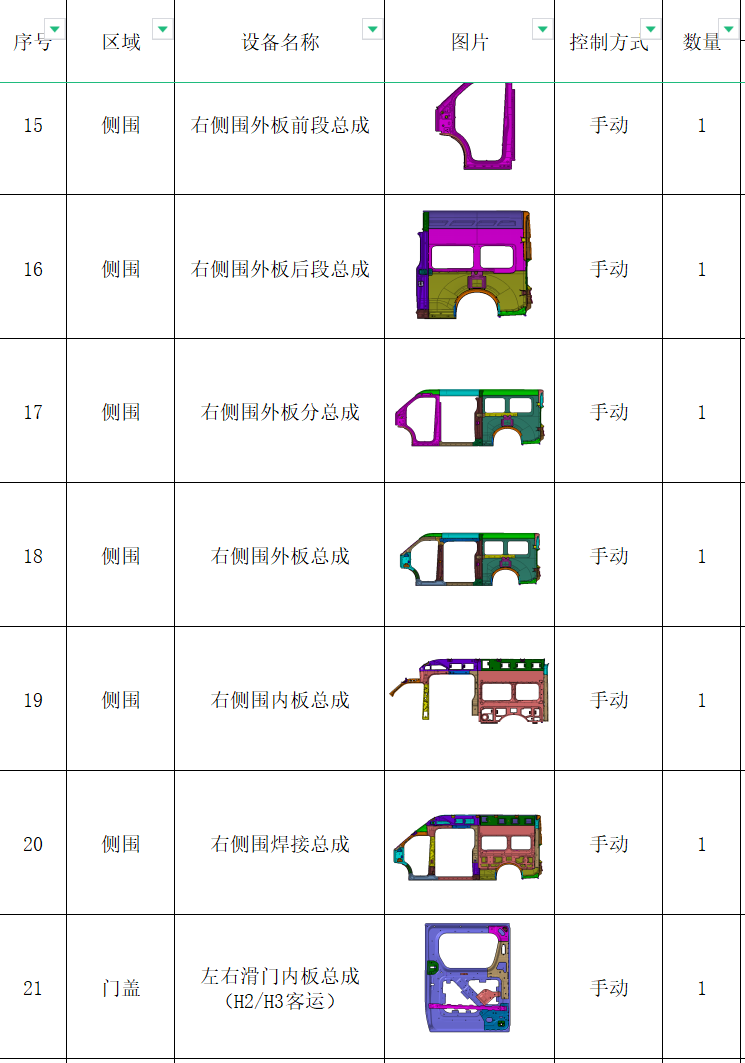 序号 区域 设备名称 图片 控制方式 数量
15 侧围 右侧围外板前段总成 手动 1
16 侧围 右侧围外板后段总成 手动 1
17 侧围 右侧围外板分总成 手动 1
18 侧围 右侧围外板总成 手动 1
19 侧围 右侧围内板总成 手动 1
20 侧围 右侧围焊接总成 手动 1
21 门盖 左右滑门内板总成 手动 1
（H2/H3客运）